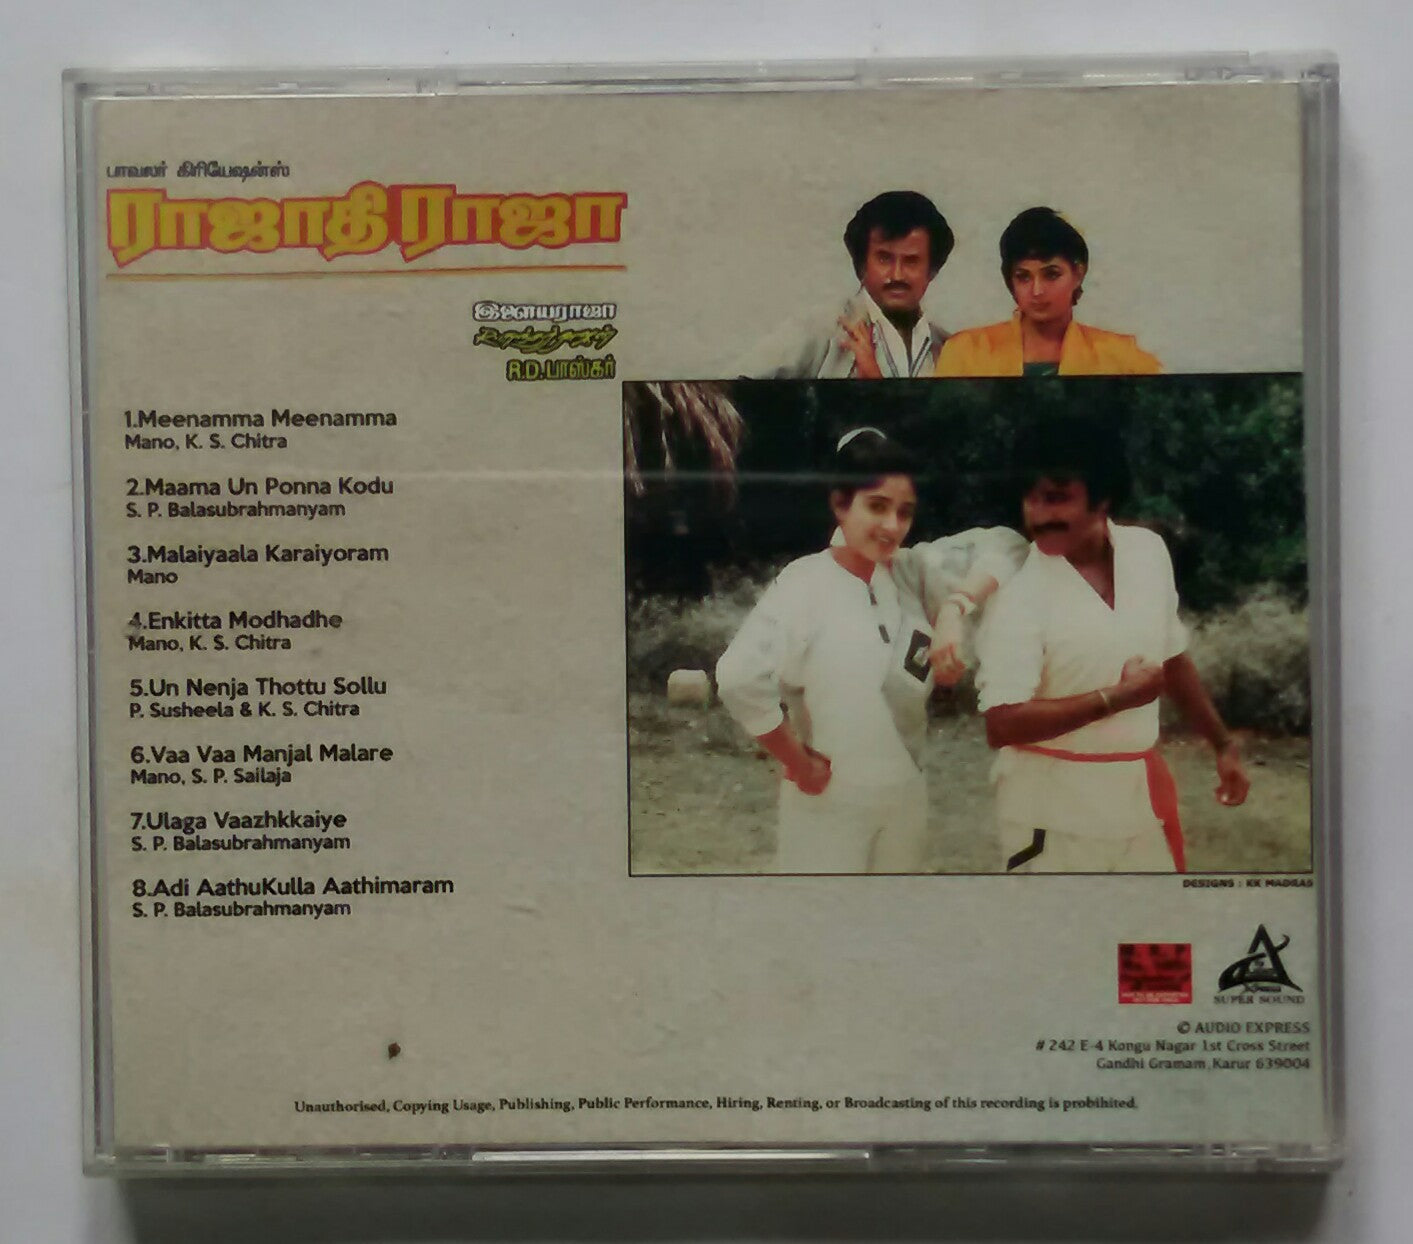 பாவலர் கிரியேஷன்ஸ்
ராஜாதி ராஜா
இளையராஜா
R.D.பாஸ்கர்
1.Meenamma Meenamma
Mano, K. S. Chitra
2.Maama Un Ponna Kodu
S. P. Balasubrahmanyam
3.Malaiyaala Karaiyoram
Mano
4.Enkitta Modhadhe
Mano, K. S. Chitra
5.Un Nenja Thottu Sollu
P. Susheela & K. S. Chitra
6.Vaa Vaa Manjal Malare
Mano, S. P. Sailaja
7.Ulaga Vaazhkkaiye
S. P. Balasubrahmanyam
8.Adi AathuKulla Aathimaram
S. P. Balasubrahmanyam
DESIGNS : KK MADRAS
SUPER SOUND
© AUDIO EXPRESS
# 242 E-4 Kongu Nagar 1st Cross Street
Gandhi Gramam,Karur 639004
Unauthorised, Copying Usage, Publishing, Public Performance, Hiring, Renting, or Broadcasting of this recording is probihited.